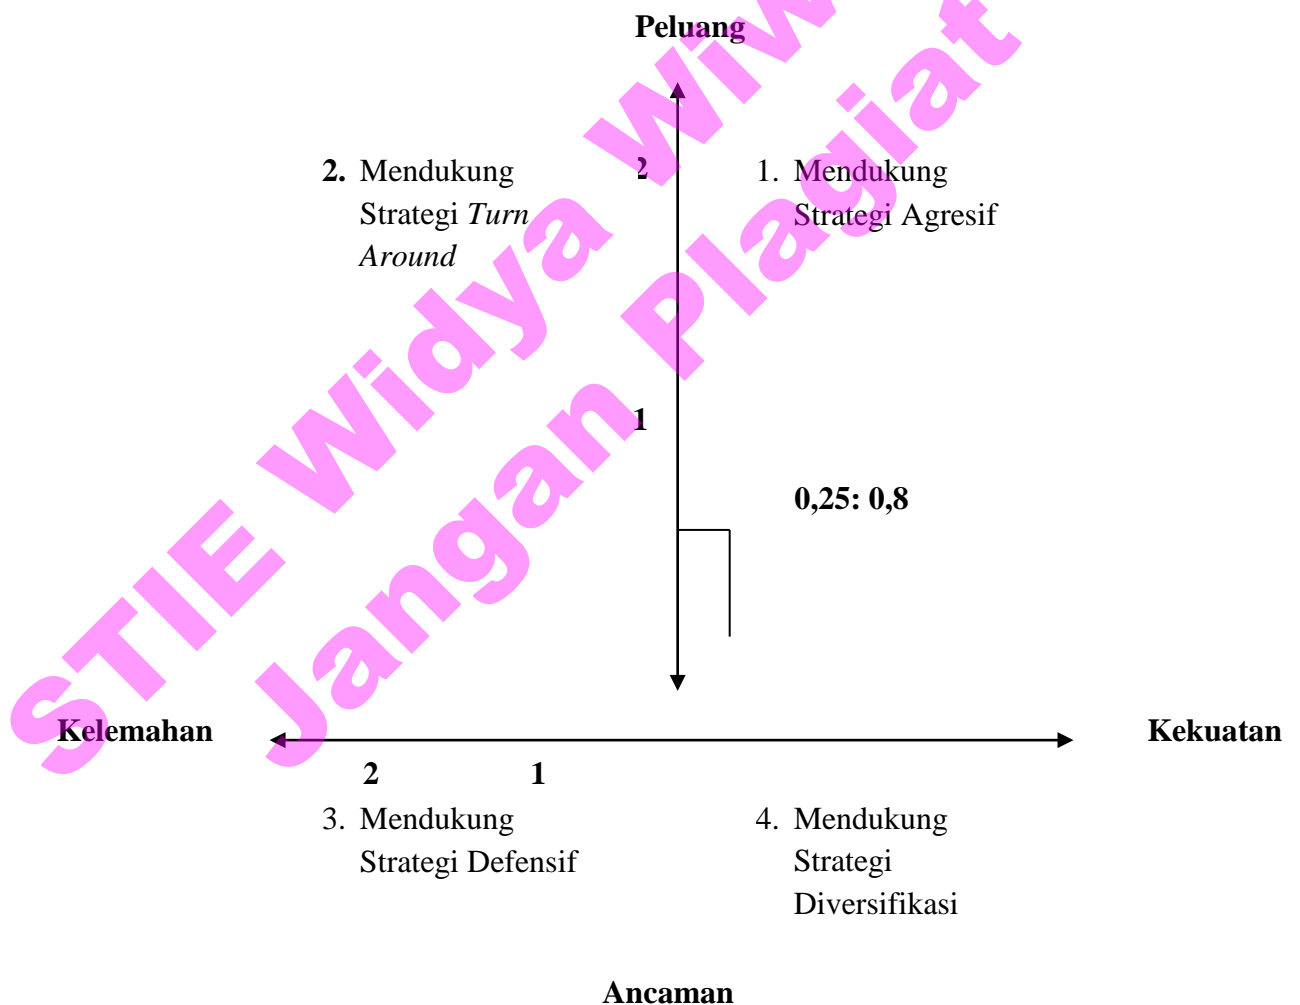 Peluang
2. Mendukung
Strategi Turn
Around
2
1. Mendukung
Strategi Agresif
1
0,25: 0,8
Kelemahan
Kekuatan
2 1
3. Mendukung
Strategi Defensif
4. Mendukung
Strategi
Diversifikasi
Ancaman
STIE Widya
Jangan Plagiat